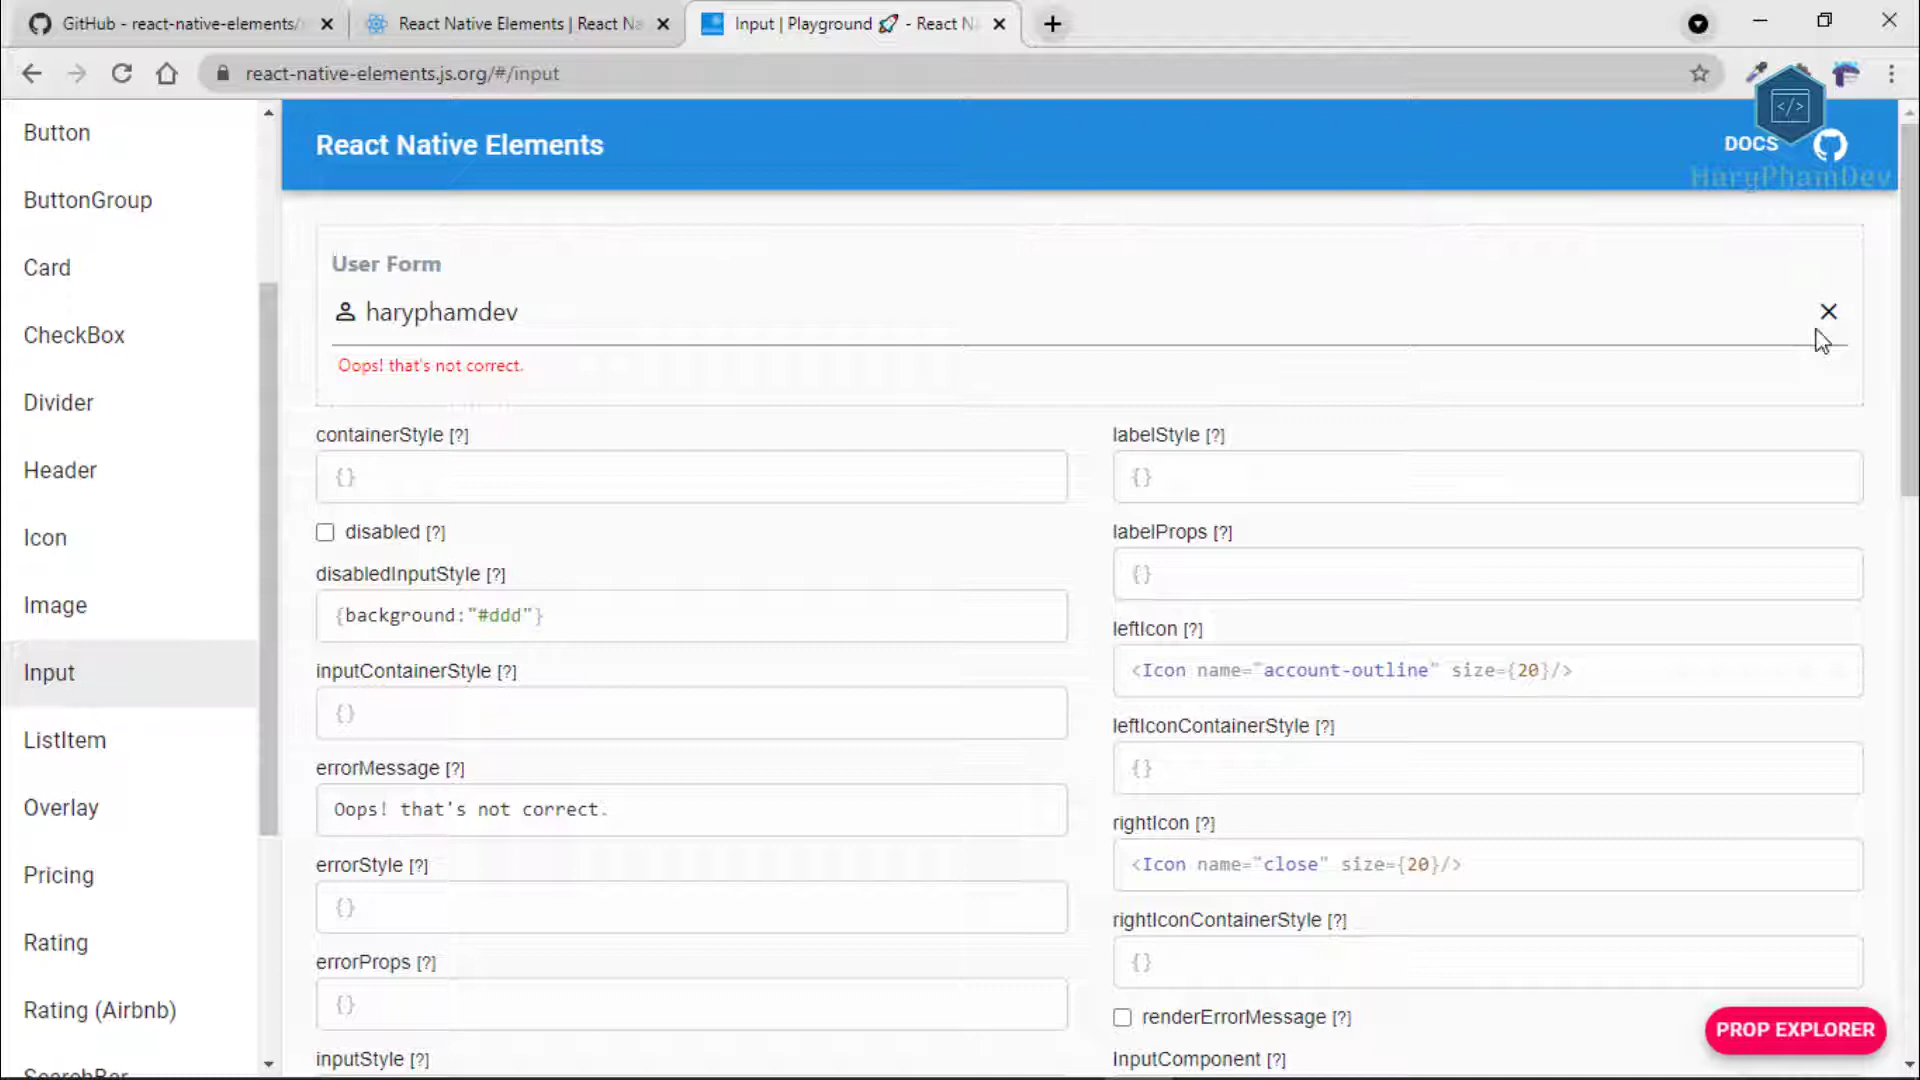 GitHub - react-native-elements/
React Native Elements | React Na
Input | Playground 🚀 - React N
react-native-elements.js.org/#/input
Button
ButtonGroup
Card
CheckBox
Divider
Header
Icon
Image
Input
ListItem
Overlay
Pricing
Rating
Rating (Airbnb)
SearchBar
React Native Elements
DOCS
</>
HaryPhamDev
User Form
haryphamdev
Oops! that's not correct.
containerStyle [?]
{}
disabled [?]
disabledInputStyle [?]
{background:"#ddd"}
inputContainerStyle [?]
{}
errorMessage [?]
Oops! that's not correct.
errorStyle [?]
{}
errorProps [?]
{}
inputStyle [?]
labelStyle [?]
{}
labelProps [?]
{}
leftIcon [?]
<Icon name="account-outline" size={20}/>
leftIconContainerStyle [?]
{}
rightIcon [?]
<Icon name="close" size={20}/>
rightIconContainerStyle [?]
{}
renderErrorMessage [?]
InputComponent [?]
PROP EXPLORER